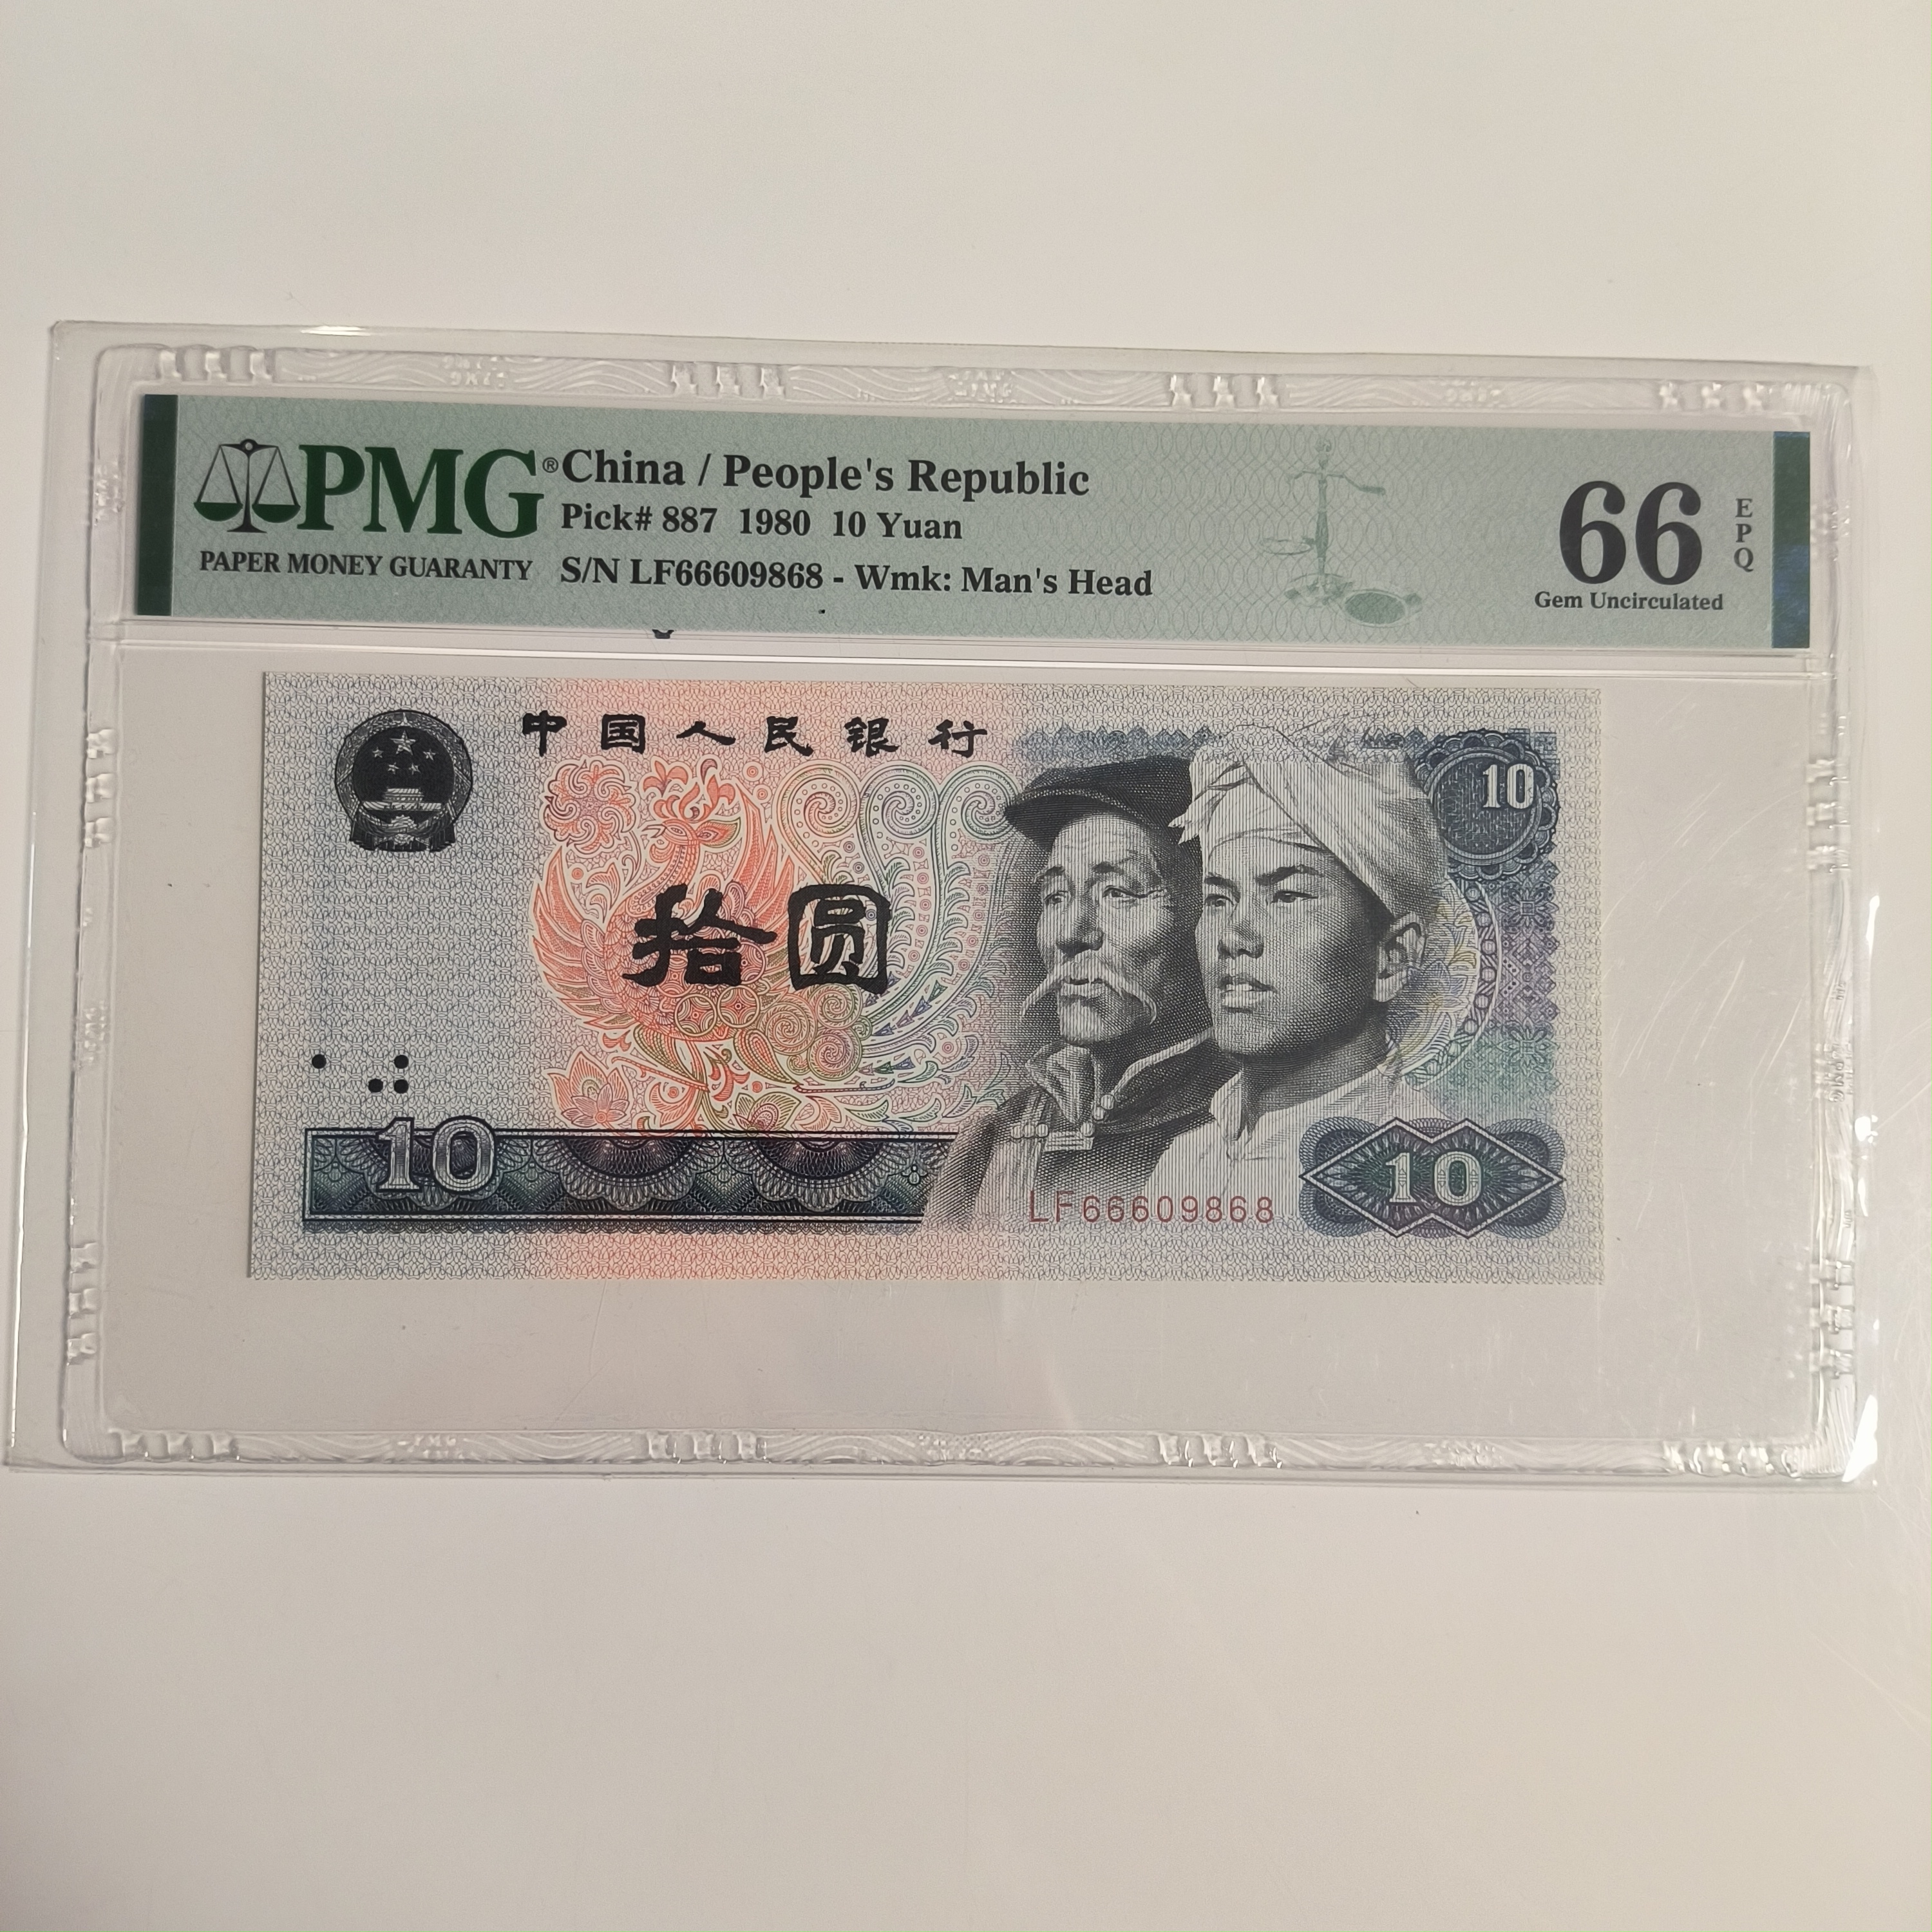 PMG®
PAPER MONEY GUARANTY
China / People's Republic
Pick# 887 1980 10 Yuan
S/N LF66609868 - Wmk: Man's Head
66
EPQ
Gem Uncirculated
中国人民银行
10
拾圆
10
LF66609868
10